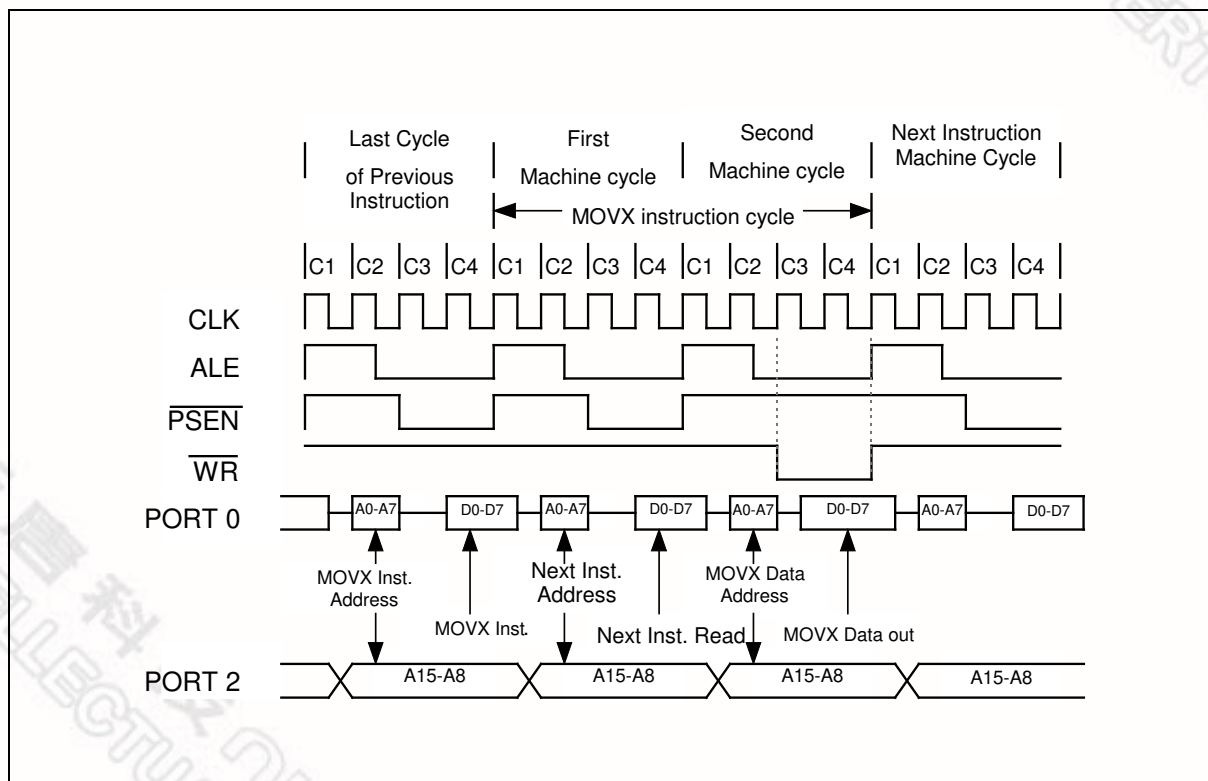 Last Cycle
of Previous
Instruction
First
Machine cycle
Second
Machine cycle
Next Instruction
Machine Cycle
MOVX instruction cycle
C1 C2 C3 C4 C1 C2 C3 C4 C1 C2 C3 C4 C1 C2 C3 C4
CLK
ALE
PSEN
WR
PORT 0
A0-A7 D0-D7 A0-A7 D0-D7 A0-A7 D0-D7 A0-A7 D0-D7
MOVX Inst.
Address
MOVX Inst.
Next Inst.
Address
Next Inst. Read
MOVX Data
Address
MOVX Data out
PORT 2
A15-A8 A15-A8 A15-A8 A15-A8